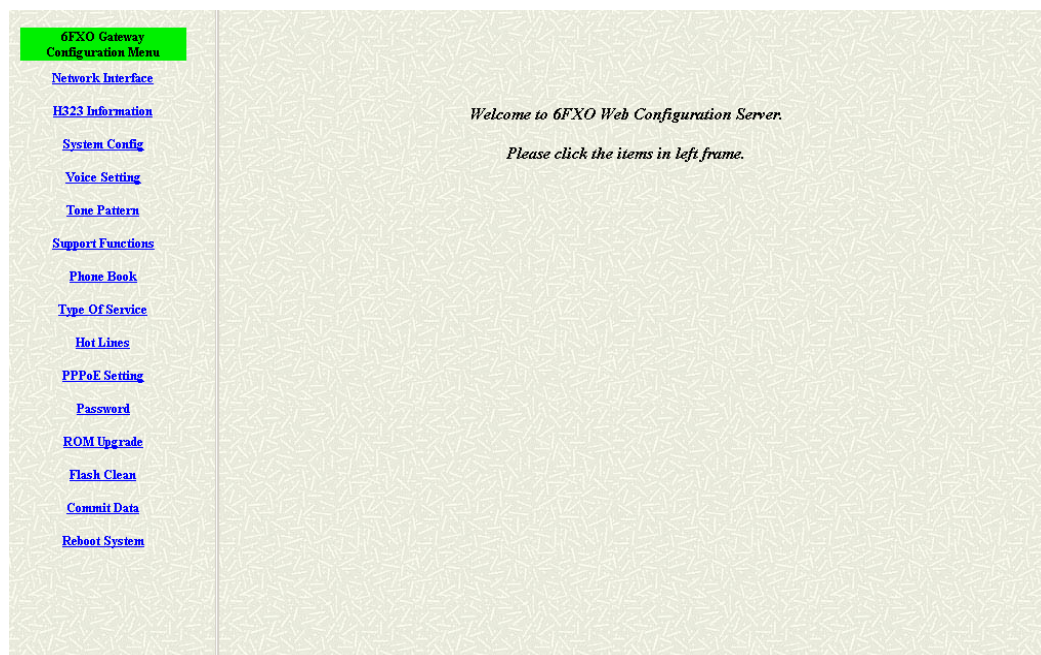 6FXO Gateway
Configuration Menu
Network Interface
H323 Information
System Config
Voice Setting
Tone Pattern
Support Functions
Phone Book
Type Of Service
Hot Lines
PPPoE Setting
Password
ROM Upgrade
Flash Clean
Commit Data
Reboot System
Welcome to 6FXO Web Configuration Server.
Please click the items in left frame.